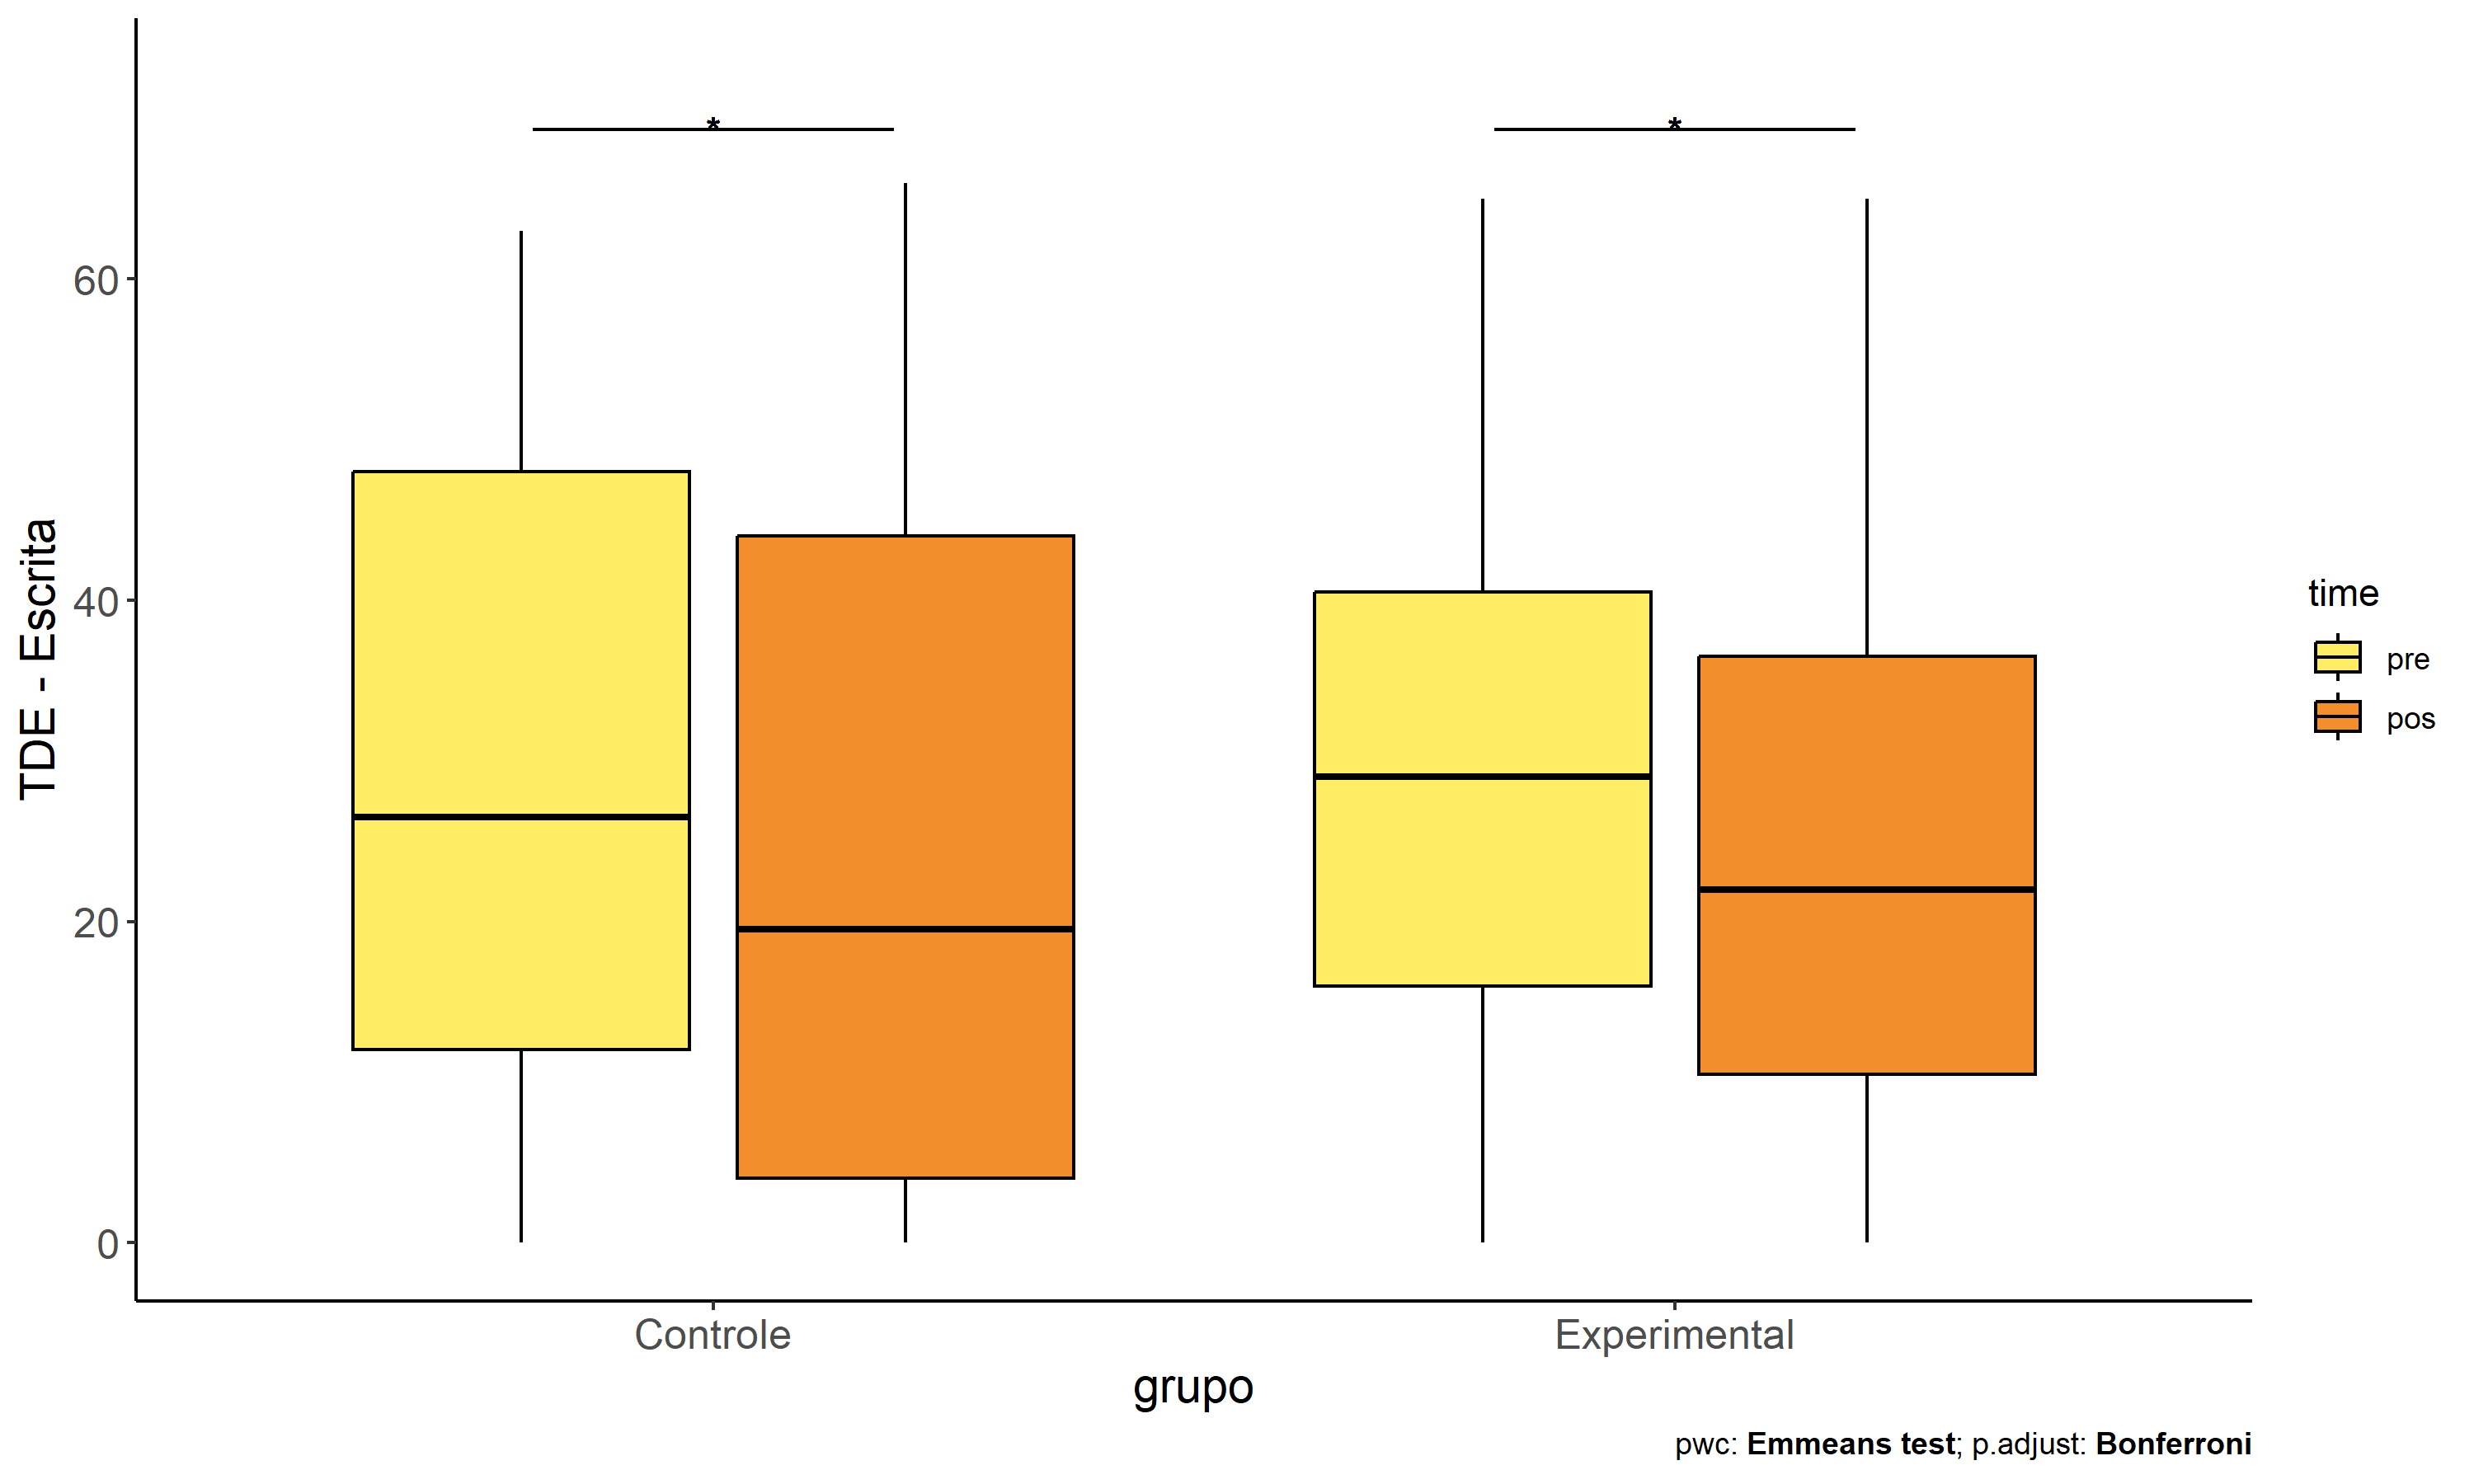 *
*
60
40
20
0
TDE - Escrita
Controle
Experimental
grupo
time
pre
pos
pwc: Emmeans test; p.adjust: Bonferroni